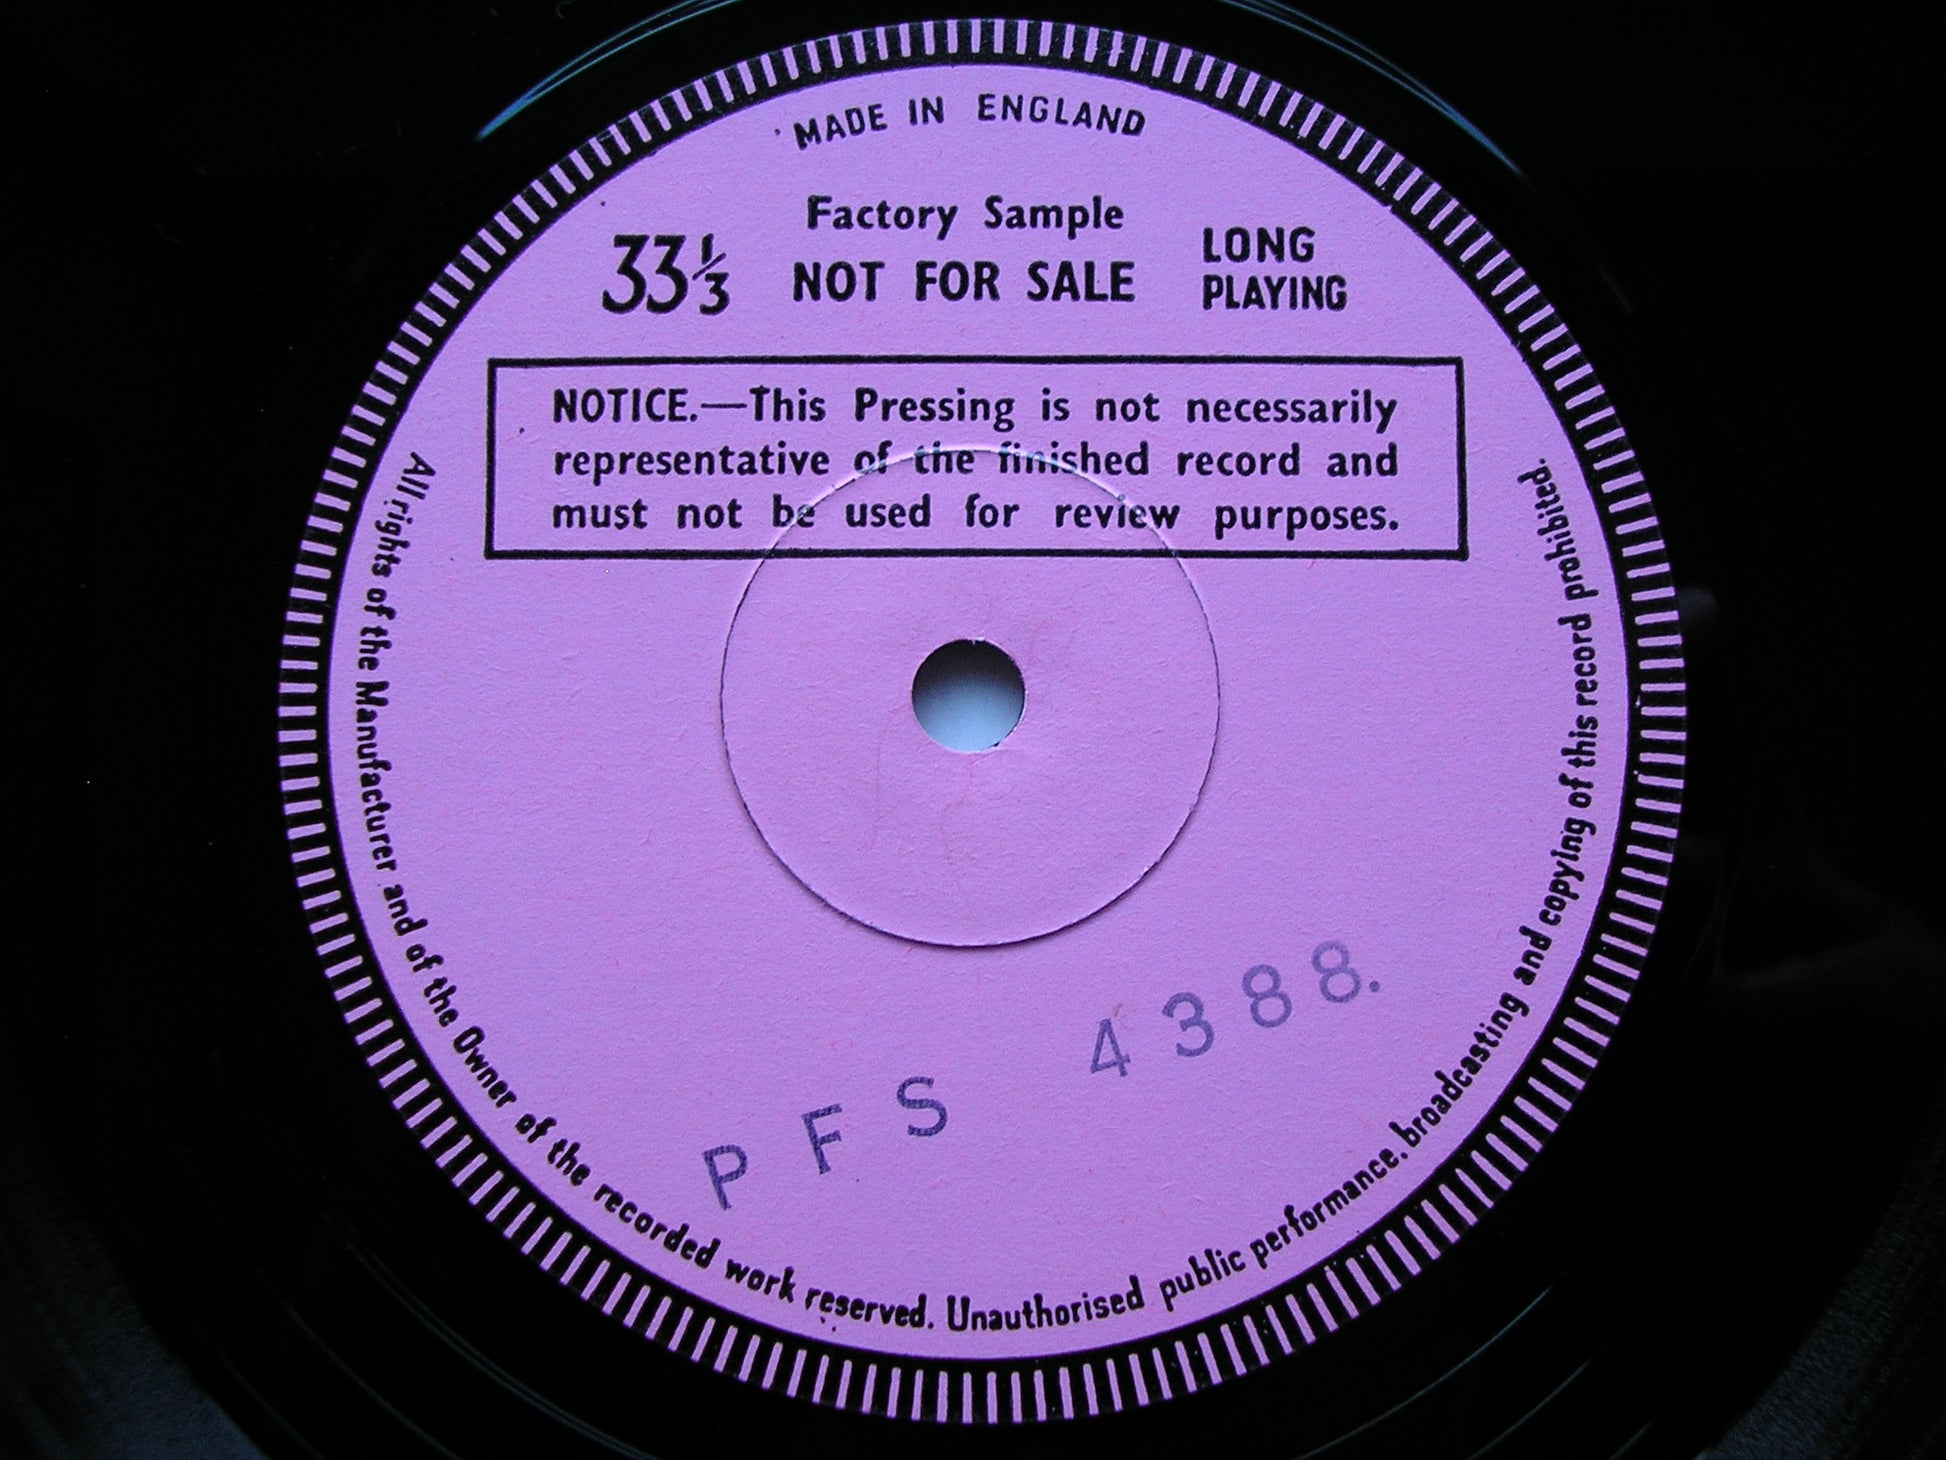 MADE IN ENGLAND
Factory Sample
33⅓ NOT FOR SALE LONG PLAYING
NOTICE.—This Pressing is not necessarily
representative of the finished record and
must not be used for review purposes.
PFS 4388.
All rights of the Manufacturer and of the Owner of the recorded work reserved. Unauthorised public performance, broadcasting and copying of this record prohibited.